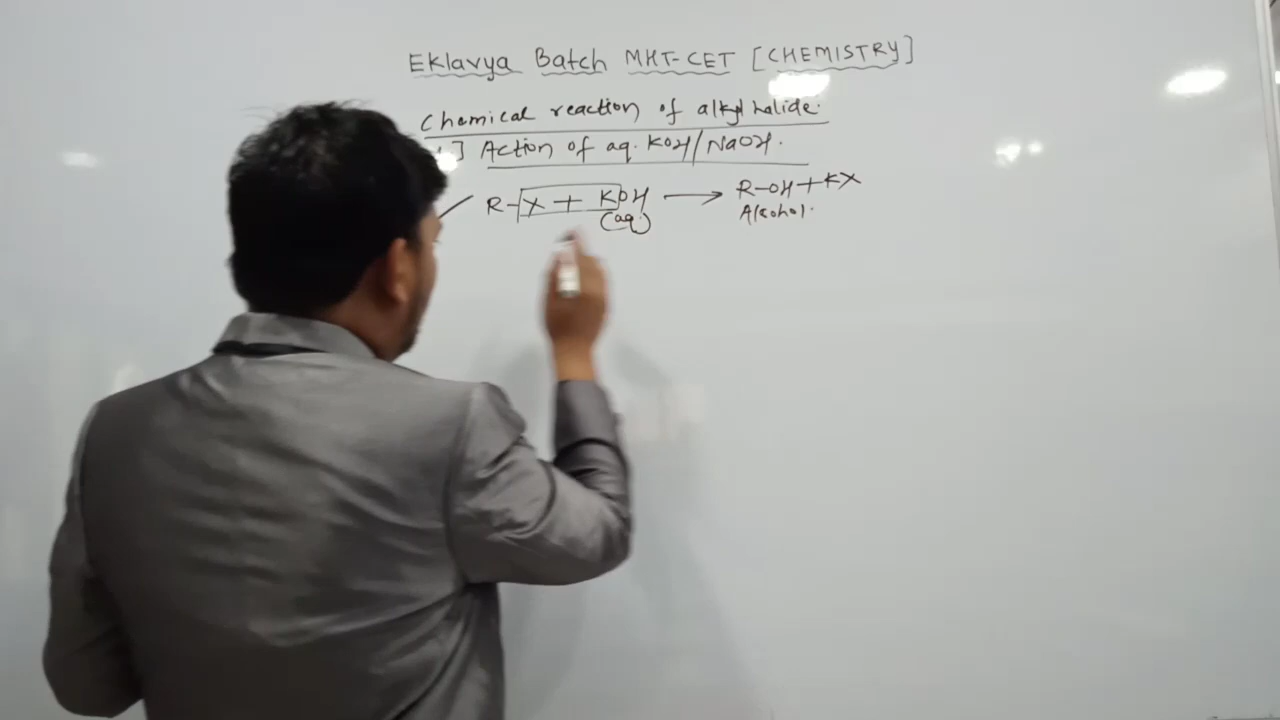 Eklavya Batch MHT-CET [CHEMISTRY]
Chemical reaction of alkyl halide.
] Action of aq. KOH/NaOH.
R-X + KOH ⟶ R-OH + KX
(aq.) Alcohol.